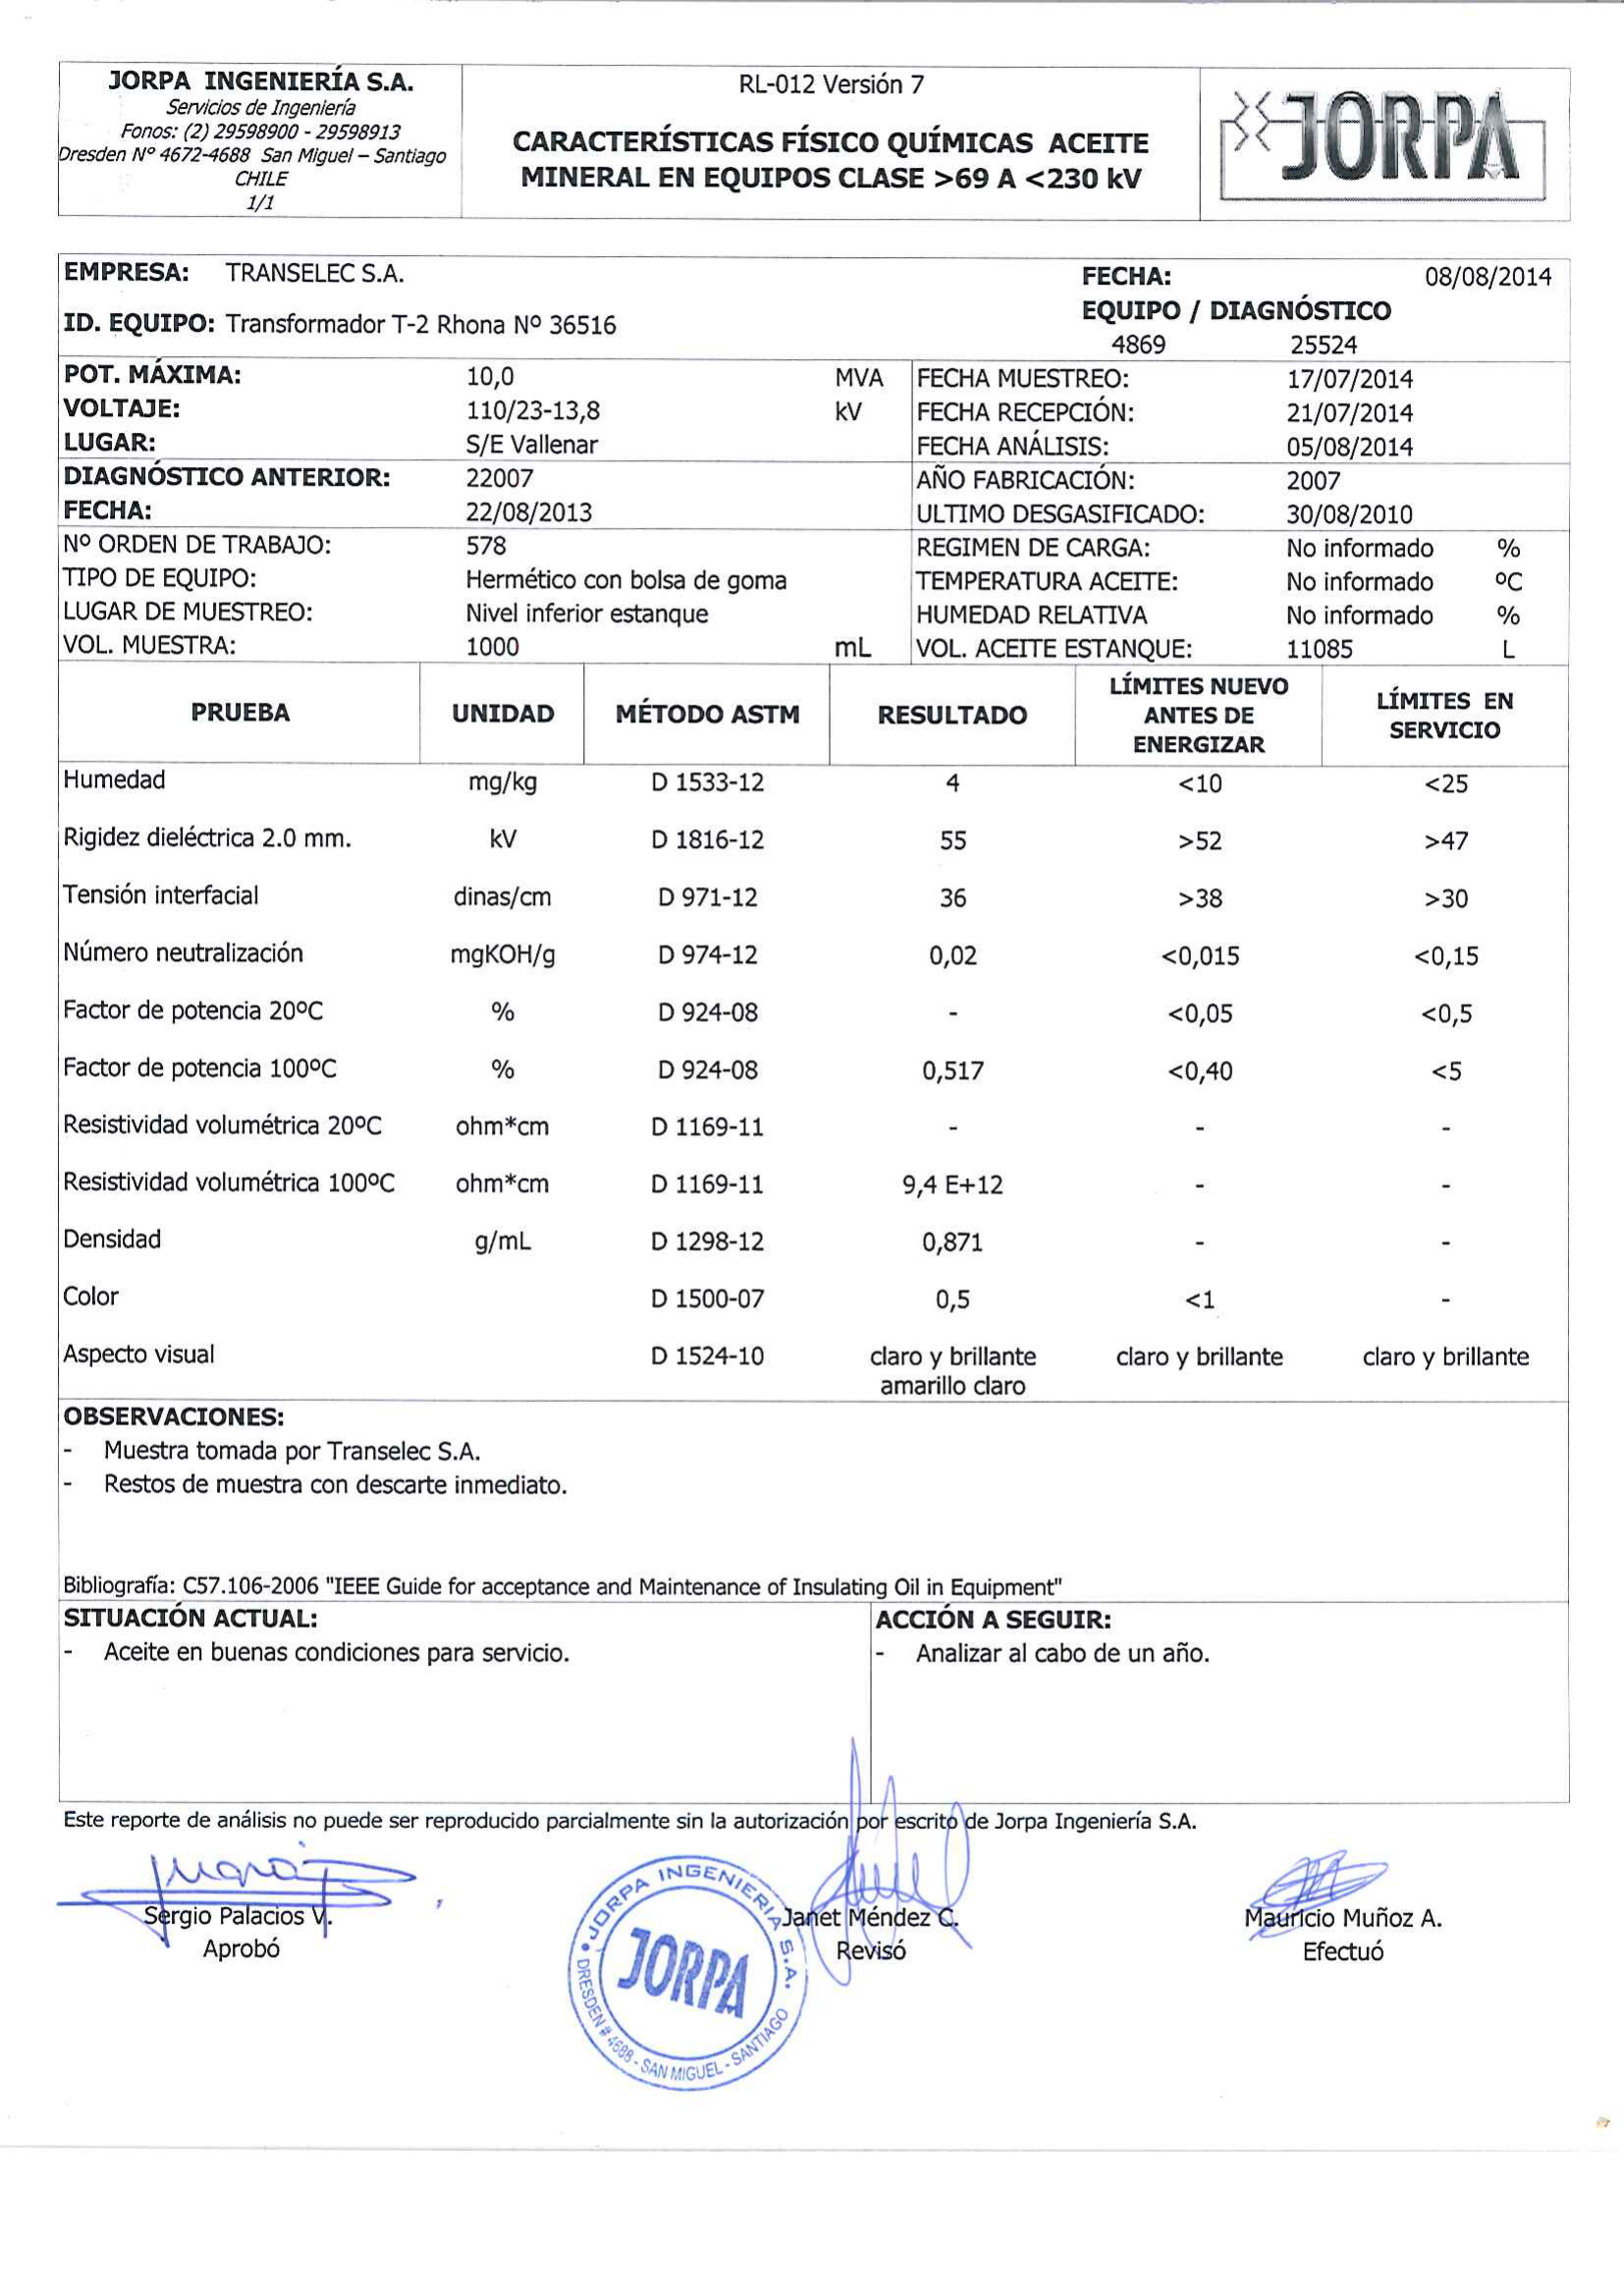 JORPA INGENIERÍA S.A.
Servicios de Ingeniería
Fonos: (2) 29598900 - 29598913
Dresden Nº 4672-4688 San Miguel – Santiago
CHILE
1/1
RL-012 Versión 7
CARACTERÍSTICAS FÍSICO QUÍMICAS ACEITE
MINERAL EN EQUIPOS CLASE >69 A <230 kV
JORPA
EMPRESA: TRANSELEC S.A. FECHA: 08/08/2014
ID. EQUIPO: Transformador T-2 Rhona Nº 36516 EQUIPO / DIAGNÓSTICO
4869 25524
POT. MÁXIMA: 10,0 MVA FECHA MUESTREO: 17/07/2014
VOLTAJE: 110/23-13,8 kV FECHA RECEPCIÓN: 21/07/2014
LUGAR: S/E Vallenar FECHA ANÁLISIS: 05/08/2014
DIAGNÓSTICO ANTERIOR: 22007 AÑO FABRICACIÓN: 2007
FECHA: 22/08/2013 ULTIMO DESGASIFICADO: 30/08/2010
Nº ORDEN DE TRABAJO: 578 REGIMEN DE CARGA: No informado %
TIPO DE EQUIPO: Hermético con bolsa de goma TEMPERATURA ACEITE: No informado ºC
LUGAR DE MUESTREO: Nivel inferior estanque HUMEDAD RELATIVA No informado %
VOL. MUESTRA: 1000 mL VOL. ACEITE ESTANQUE: 11085 L
PRUEBA UNIDAD MÉTODO ASTM RESULTADO LÍMITES NUEVO ANTES DE ENERGIZAR LÍMITES EN SERVICIO
Humedad mg/kg D 1533-12 4 <10 <25
Rigidez dieléctrica 2.0 mm. kV D 1816-12 55 >52 >47
Tensión interfacial dinas/cm D 971-12 36 >38 >30
Número neutralización mgKOH/g D 974-12 0,02 <0,015 <0,15
Factor de potencia 20ºC % D 924-08 - <0,05 <0,5
Factor de potencia 100ºC % D 924-08 0,517 <0,40 <5
Resistividad volumétrica 20ºC ohm*cm D 1169-11 - - -
Resistividad volumétrica 100ºC ohm*cm D 1169-11 9,4 E+12 - -
Densidad g/mL D 1298-12 0,871 - -
Color D 1500-07 0,5 <1 -
Aspecto visual D 1524-10 claro y brillante claro y brillante claro y brillante
amarillo claro
OBSERVACIONES:
- Muestra tomada por Transelec S.A.
- Restos de muestra con descarte inmediato.
Bibliografía: C57.106-2006 "IEEE Guide for acceptance and Maintenance of Insulating Oil in Equipment"
SITUACIÓN ACTUAL: ACCIÓN A SEGUIR:
- Aceite en buenas condiciones para servicio. - Analizar al cabo de un año.
Este reporte de análisis no puede ser reproducido parcialmente sin la autorización por escrito de Jorpa Ingeniería S.A.
Sergio Palacios V. Janet Méndez C. Mauricio Muñoz A.
Aprobó Revisó Efectuó
JORPA INGENIERIA S.A.
JORPA
DRESDEN # 4688 - SAN MIGUEL - SANTIAGO